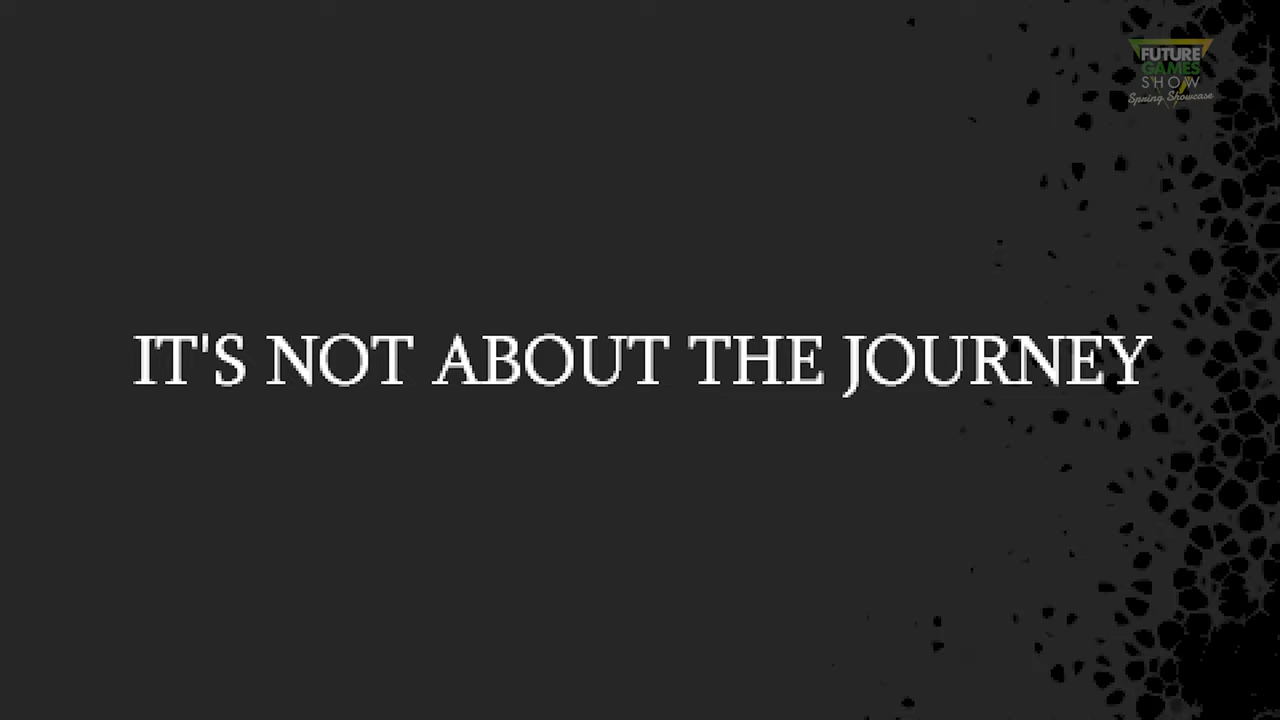 FUTURE
GAMES
SHOW
Spring Showcase
IT'S NOT ABOUT THE JOURNEY